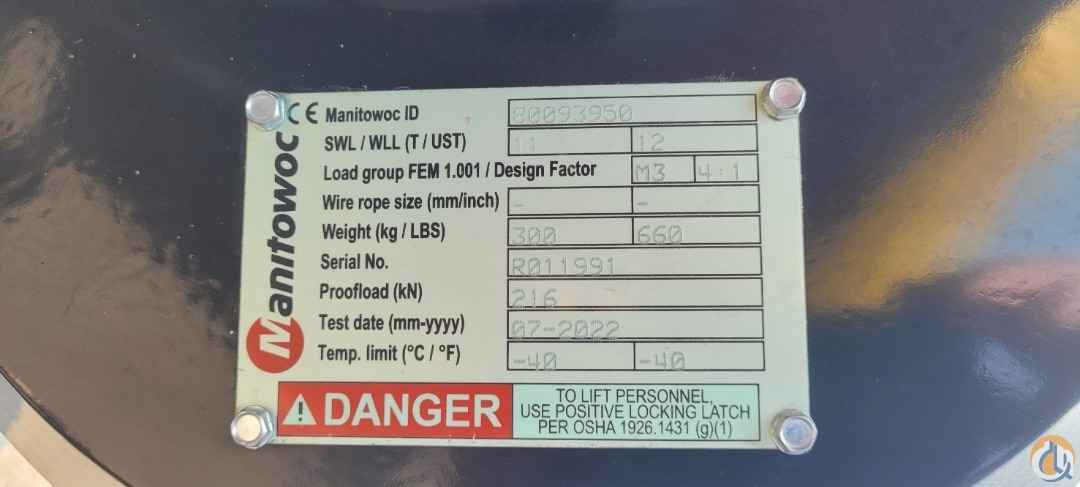 Manitowoc
CE Manitowoc ID 80093950
SWL / WLL (T / UST) 11 12
Load group FEM 1.001 / Design Factor M3 4:1
Wire rope size (mm/inch) - -
Weight (kg / LBS) 300 660
Serial No. R011991
Proofload (kN) 216
Test date (mm-yyyy) 07-2022
Temp. limit (°C / °F) -40 -40
DANGER
TO LIFT PERSONNEL,
USE POSITIVE LOCKING LATCH
PER OSHA 1926.1431 (g)(1)